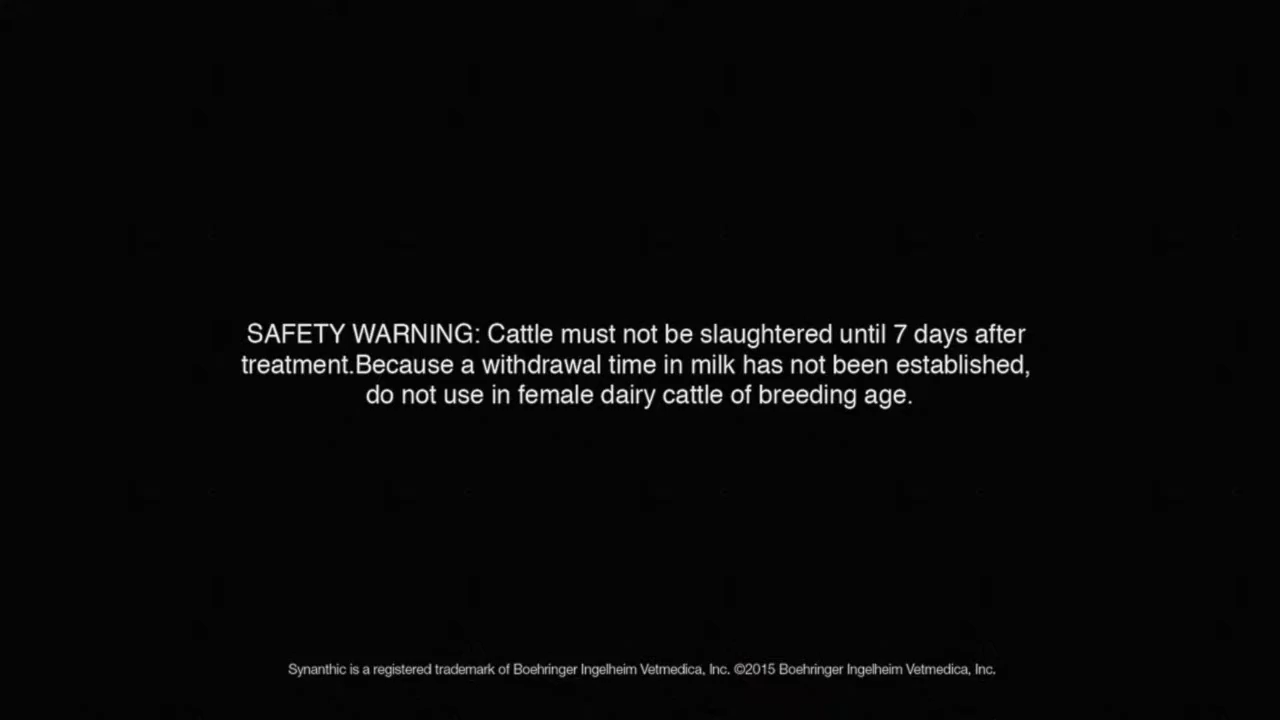 SAFETY WARNING: Cattle must not be slaughtered until 7 days after
treatment.Because a withdrawal time in milk has not been established,
do not use in female dairy cattle of breeding age.
Synanthic is a registered trademark of Boehringer Ingelheim Vetmedica, Inc. ©2015 Boehringer Ingelheim Vetmedica, Inc.